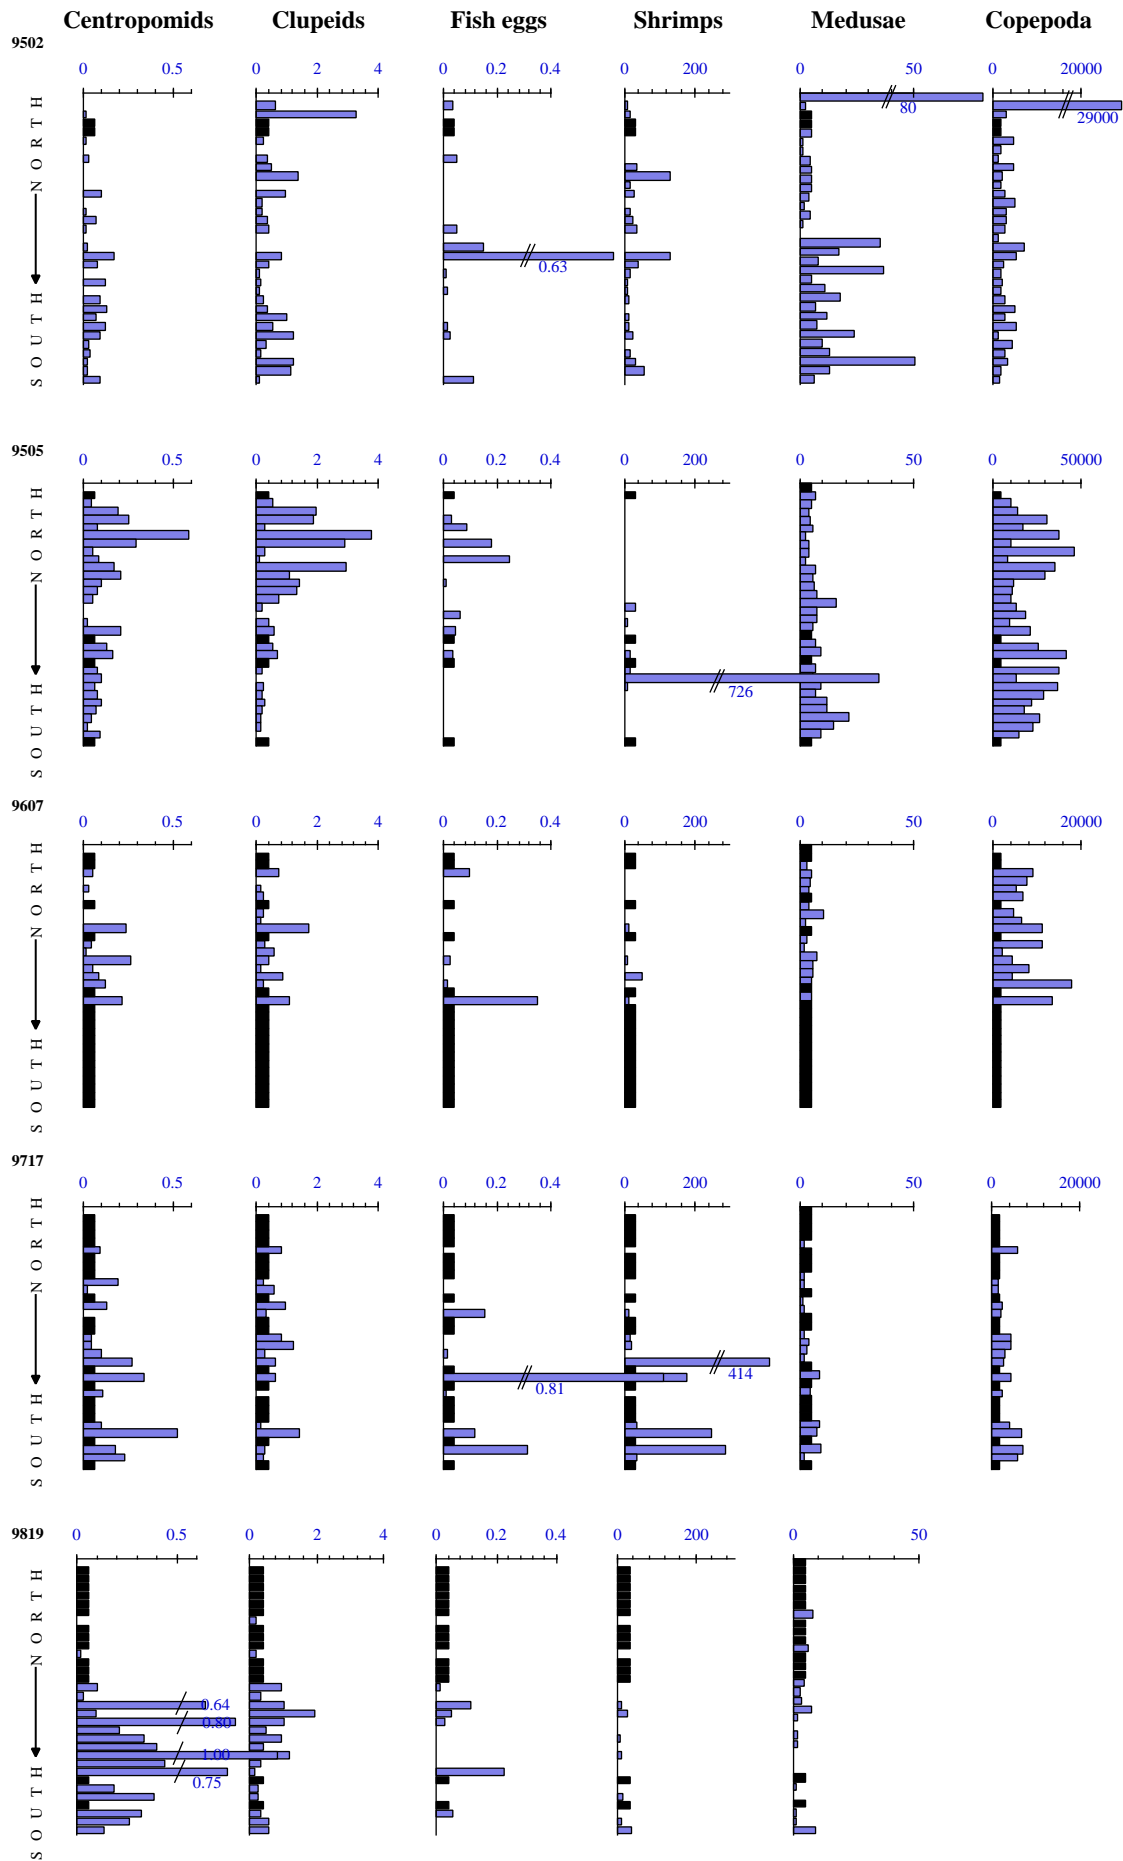 Centropomids Clupeids Fish eggs Shrimps Medusae Copepoda
9502
0 0.5 0 2 4 0 0.2 0.4 0 200 0 50 0 20000
80
29000
0.63
NORTH
SOUTH
9505
0 0.5 0 2 4 0 0.2 0.4 0 200 0 50 0 50000
726
NORTH
SOUTH
9607
0 0.5 0 2 4 0 0.2 0.4 0 200 0 50 0 20000
NORTH
SOUTH
9717
0 0.5 0 2 4 0 0.2 0.4 0 200 0 50 0 20000
414
0.81
NORTH
SOUTH
9819
0 0.5 0 2 4 0 0.2 0.4 0 200 0 50
0.64
0.80
1.00
0.75
NORTH
SOUTH